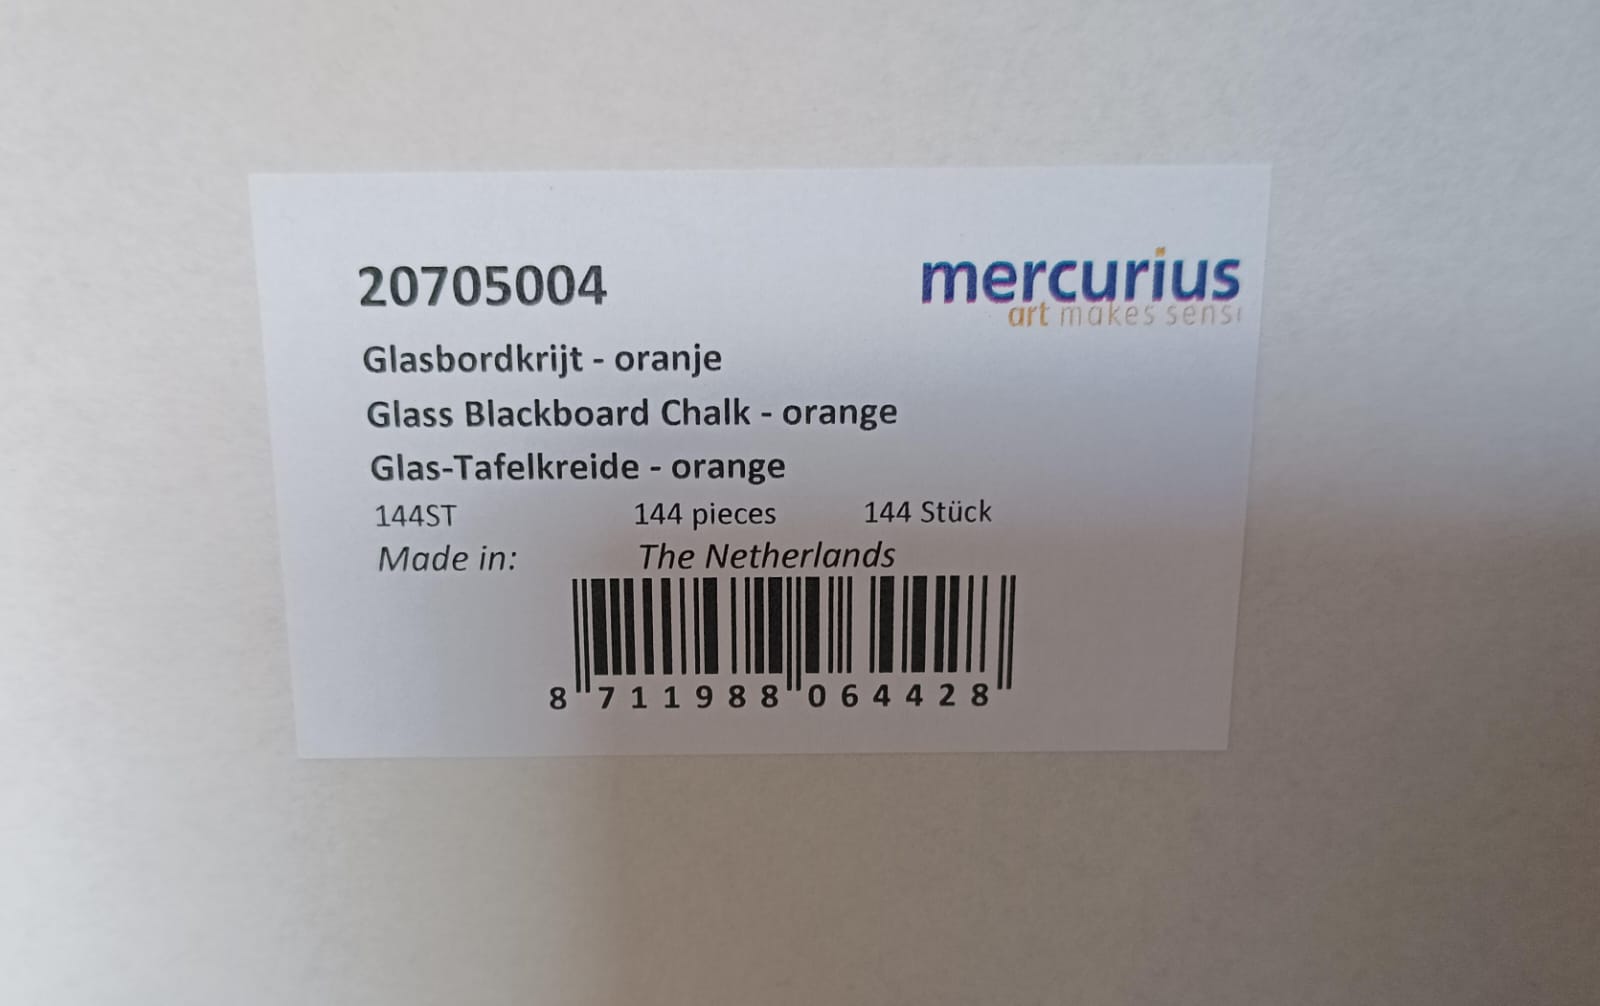 20705004
mercurius
art makes sens
Glasbordkrijt - oranje
Glass Blackboard Chalk - orange
Glas-Tafelkreide - orange
144ST 144 pieces 144 Stück
Made in: The Netherlands
8 711988 064428